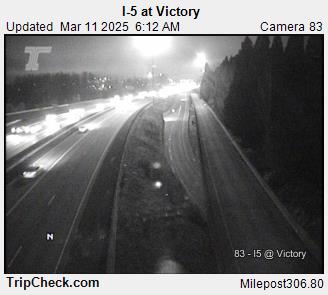 I-5 at Victory
Updated Mar 11 2025 6:12 AM Camera 83
T
N
83 - I5 @ Victory
TripCheck.com Milepost306.80